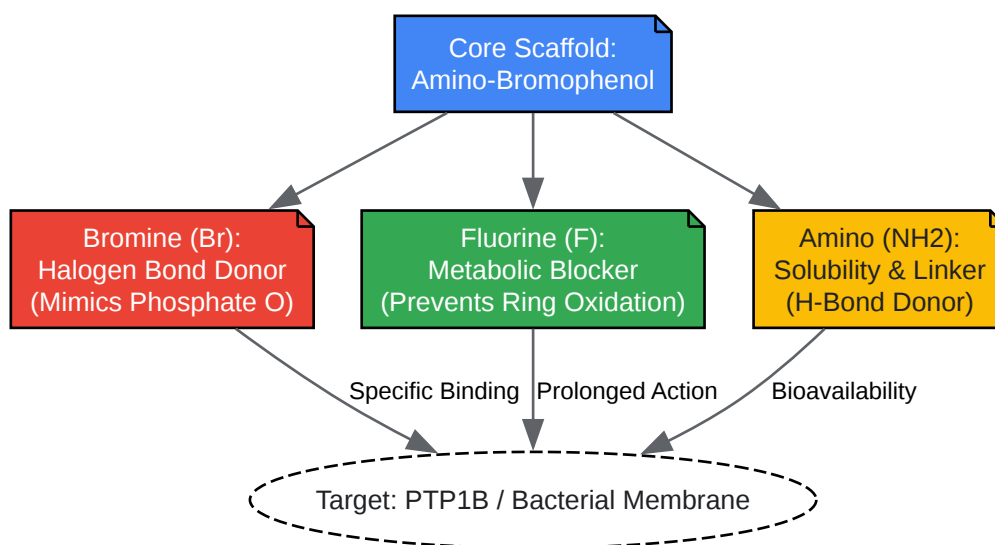 Core Scaffold:
Amino-Bromophenol
Bromine (Br):
Halogen Bond Donor
(Mimics Phosphate O)
Fluorine (F):
Metabolic Blocker
(Prevents Ring Oxidation)
Amino (NH2):
Solubility & Linker
(H-Bond Donor)
Specific Binding
Prolonged Action
Bioavailability
Target: PTP1B / Bacterial Membrane